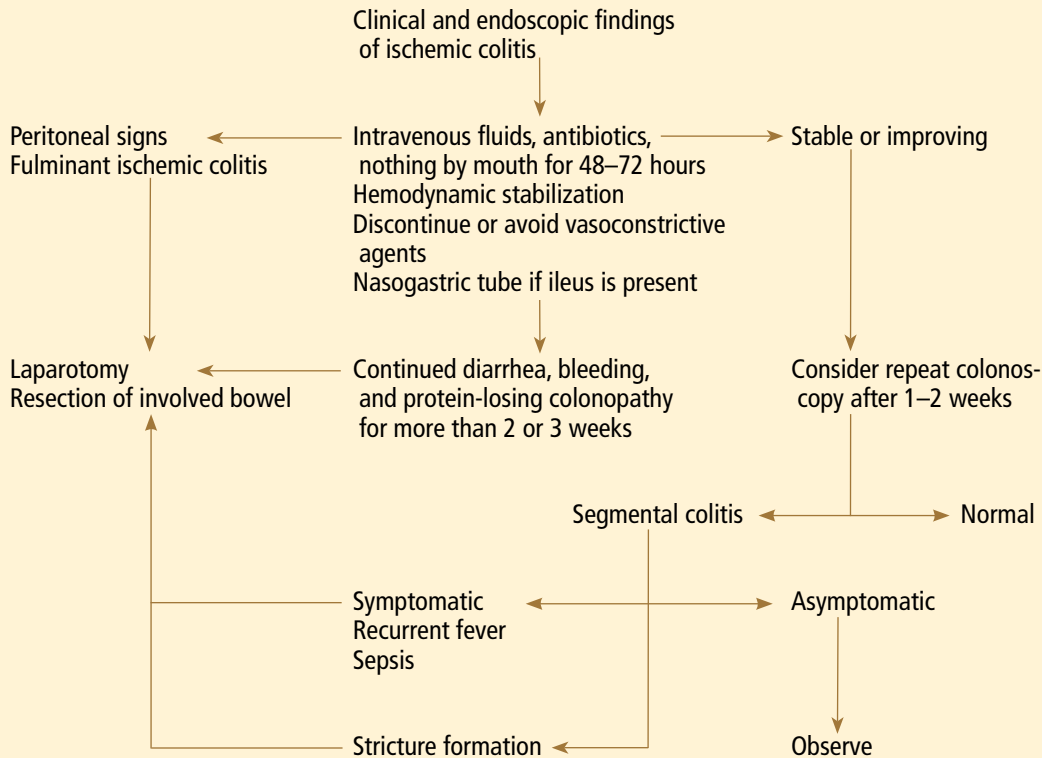 Clinical and endoscopic findings
of ischemic colitis
Peritoneal signs
Fulminant ischemic colitis
Intravenous fluids, antibiotics,
nothing by mouth for 48–72 hours
Hemodynamic stabilization
Discontinue or avoid vasoconstrictive
agents
Nasogastric tube if ileus is present
Stable or improving
Laparotomy
Resection of involved bowel
Continued diarrhea, bleeding,
and protein-losing colonopathy
for more than 2 or 3 weeks
Consider repeat colonos-
copy after 1–2 weeks
Segmental colitis
Normal
Symptomatic
Recurrent fever
Sepsis
Asymptomatic
Stricture formation
Observe